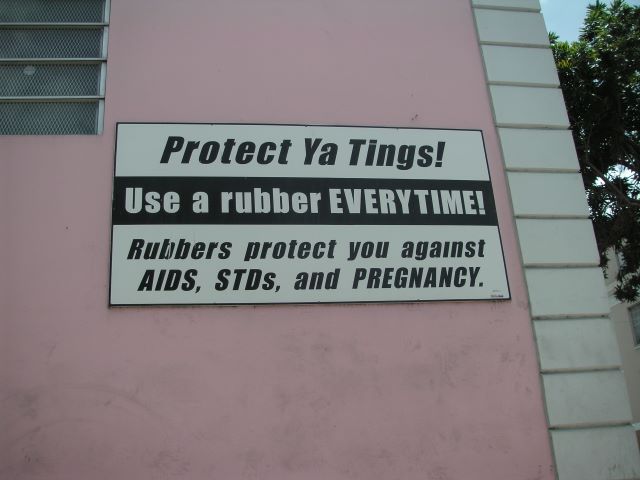 Protect Ya Tings!
Use a rubber EVERYTIME!
Rubbers protect you against
AIDS, STDs, and PREGNANCY.